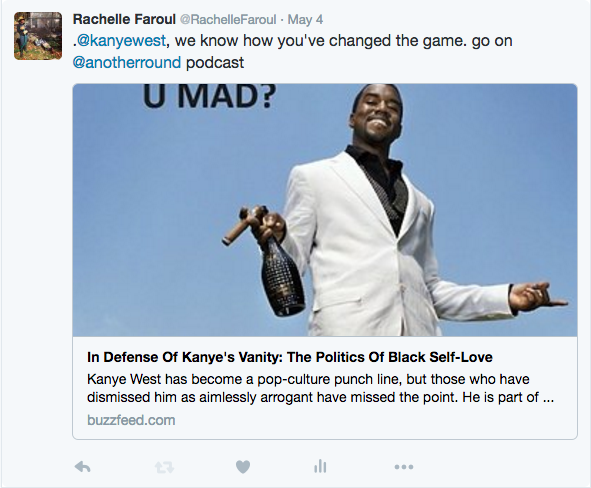 Rachelle Faroul @RachelleFaroul · May 4
.@kanyewest, we know how you've changed the game. go on
@anotherround podcast
U MAD?
In Defense Of Kanye's Vanity: The Politics Of Black Self-Love
Kanye West has become a pop-culture punch line, but those who have
dismissed him as aimlessly arrogant have missed the point. He is part of ...
buzzfeed.com